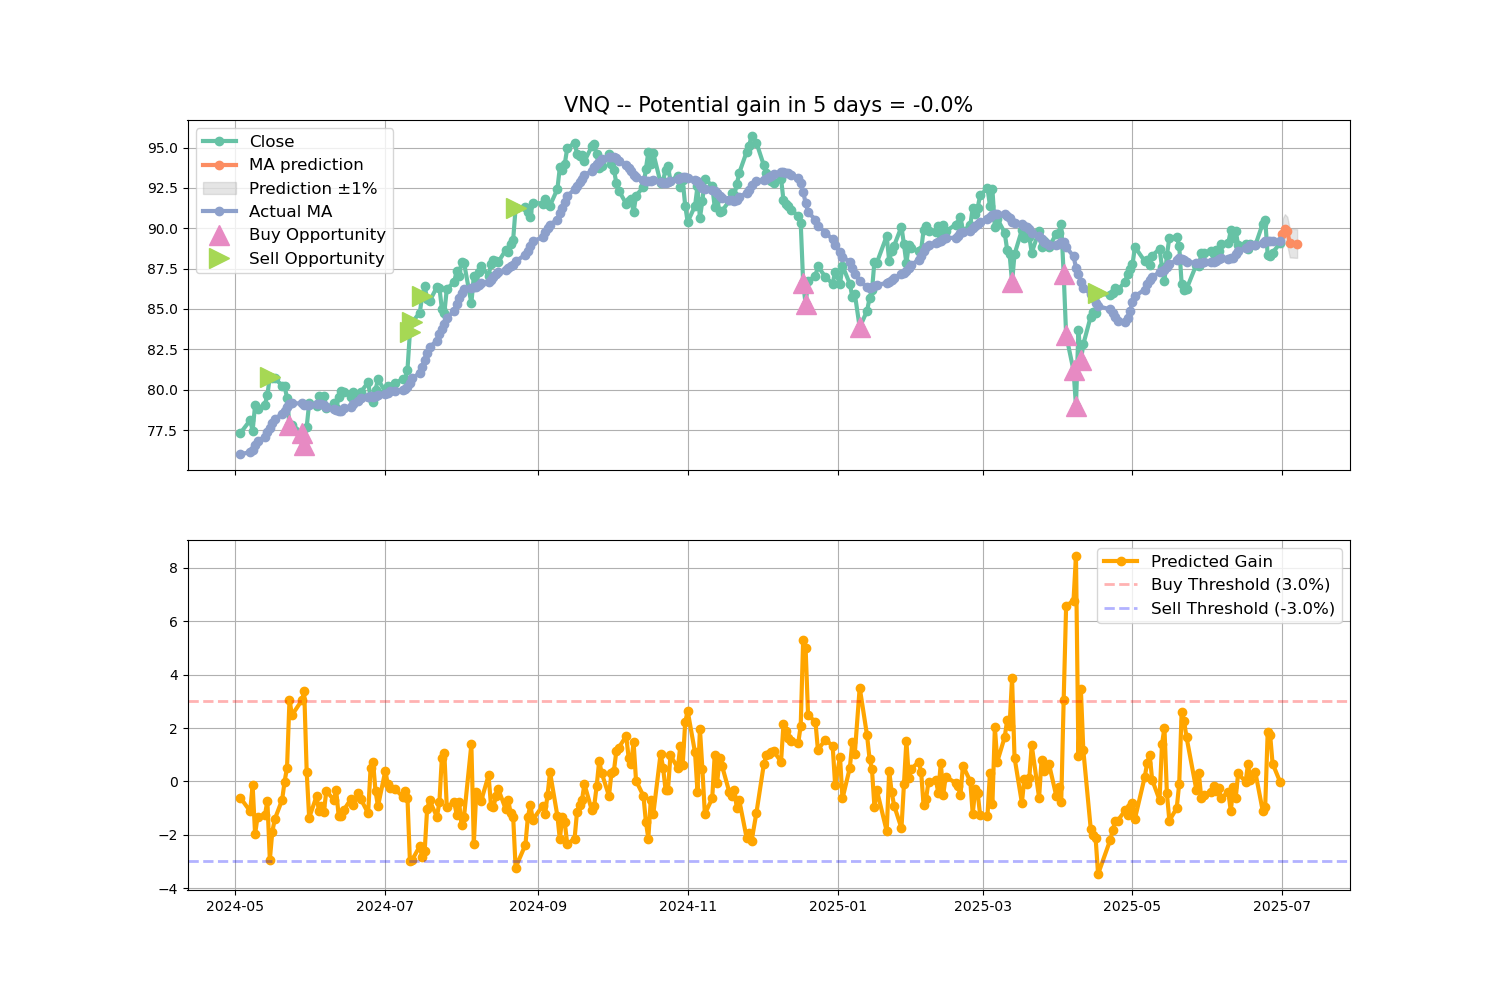 VNQ -- Potential gain in 5 days = -0.0%
95.0
92.5
90.0
87.5
85.0
82.5
80.0
77.5
Close
MA prediction
Prediction ±1%
Actual MA
Buy Opportunity
Sell Opportunity
8
6
4
2
0
−2
−4
Predicted Gain
Buy Threshold (3.0%)
Sell Threshold (-3.0%)
2024-05 2024-07 2024-09 2024-11 2025-01 2025-03 2025-05 2025-07